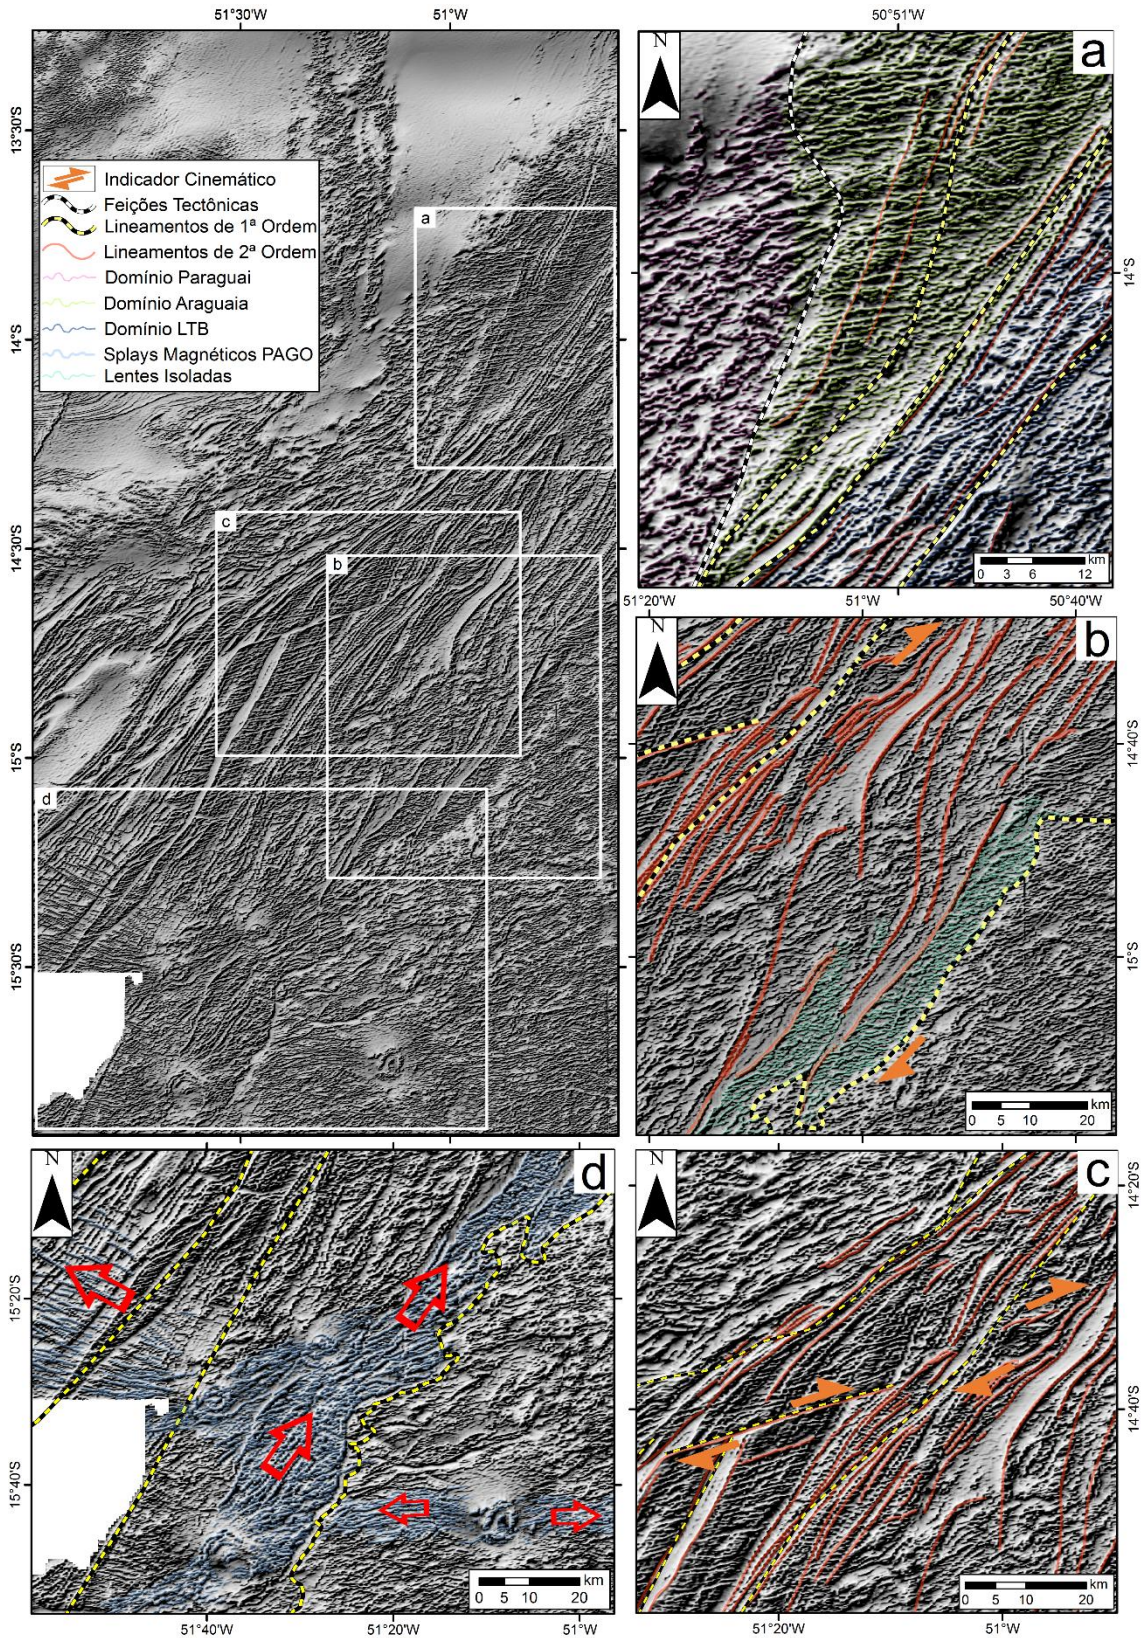 51°30'W
51°W
13°30'S
14°S
14°30'S
15°S
15°30'S
Indicador Cinemático
Feições Tectônicas
Lineamentos de 1ª Ordem
Lineamentos de 2ª Ordem
Domínio Paraguai
Domínio Araguaia
Domínio LTB
Splays Magnéticos PAGO
Lentes Isoladas
a
c
b
d
50°51'W
N
a
14°S
km
0 3 6 12
51°20'W
51°W
50°40'W
N
b
14°40'S
15°S
km
0 5 10 20
N
d
15°20'S
15°40'S
km
0 5 10 20
51°40'W
51°20'W
51°W
N
c
14°20'S
14°40'S
km
0 5 10 20
51°20'W
51°W